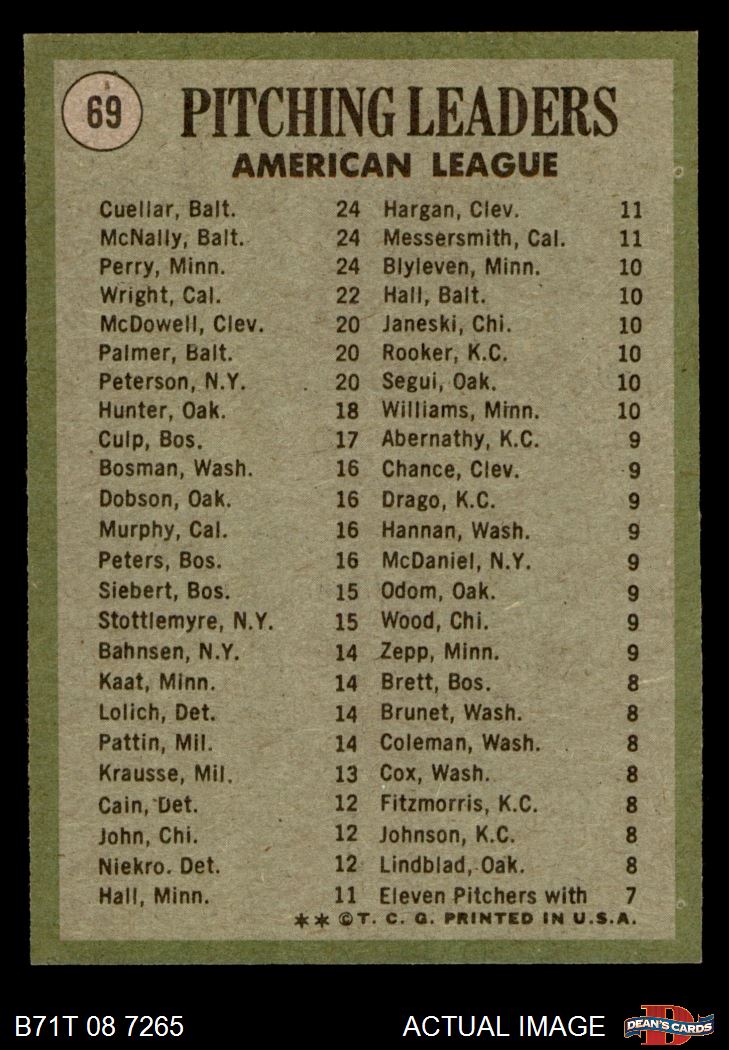 69
PITCHING LEADERS
AMERICAN LEAGUE
Cuellar, Balt. 24 Hargan, Clev. 11
McNally, Balt. 24 Messersmith, Cal. 11
Perry, Minn. 24 Blyleven, Minn. 10
Wright, Cal. 22 Hall, Balt. 10
McDowell, Clev. 20 Janeski, Chi. 10
Palmer, Balt. 20 Rooker, K.C. 10
Peterson, N.Y. 20 Segui, Oak. 10
Hunter, Oak. 18 Williams, Minn. 10
Culp, Bos. 17 Abernathy, K.C. 9
Bosman, Wash. 16 Chance, Clev. 9
Dobson, Oak. 16 Drago, K.C. 9
Murphy, Cal. 16 Hannan, Wash. 9
Peters, Bos. 16 McDaniel, N.Y. 9
Siebert, Bos. 15 Odom, Oak. 9
Stottlemyre, N.Y. 15 Wood, Chi. 9
Bahnsen, N.Y. 14 Zepp, Minn. 9
Kaat, Minn. 14 Brett, Bos. 8
Lolich, Det. 14 Brunet, Wash. 8
Pattin, Mil. 14 Coleman, Wash. 8
Krausse, Mil. 13 Cox, Wash. 8
Cain, Det. 12 Fitzmorris, K.C. 8
John, Chi. 12 Johnson, K.C. 8
Niekro. Det. 12 Lindblad, Oak. 8
Hall, Minn. 11 Eleven Pitchers with 7
✱✱ ©T. C. G. PRINTED IN U.S.A.
B71T 08 7265 ACTUAL IMAGE DEAN'S CARDS